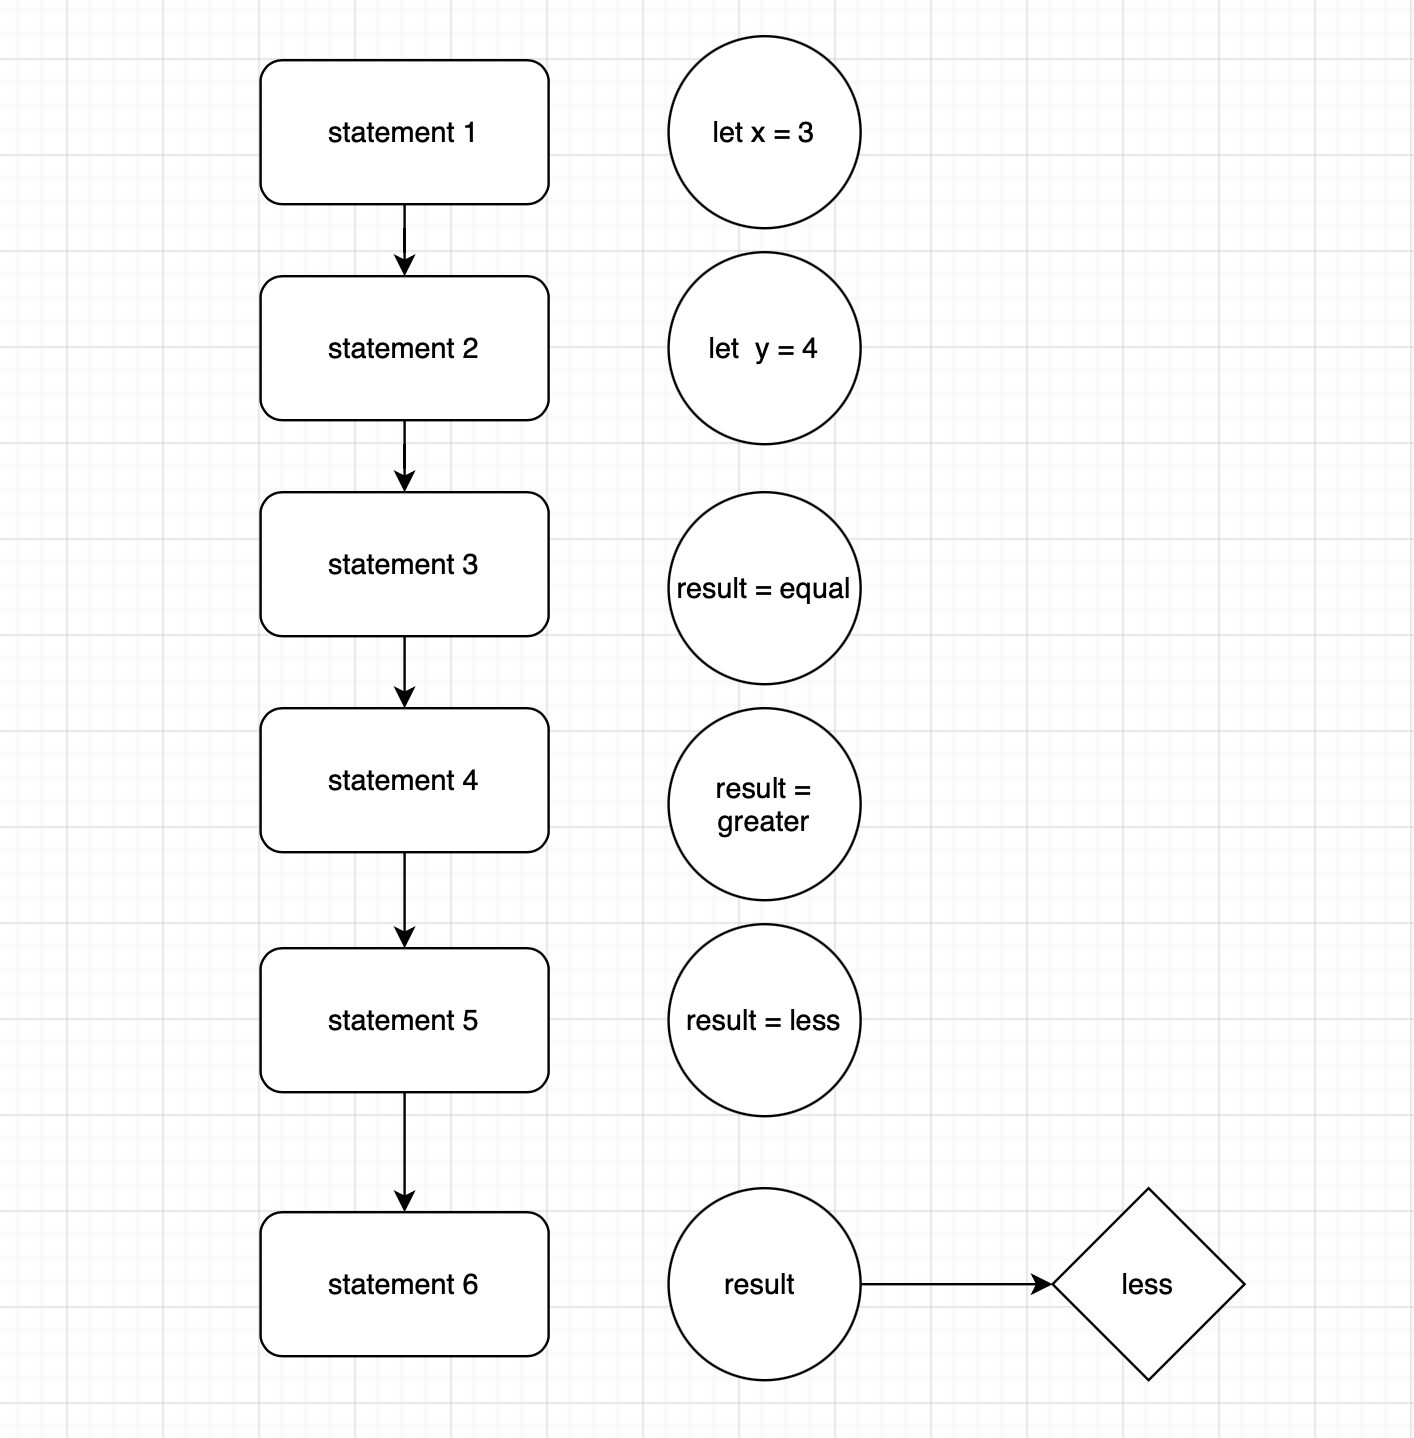 statement 1
let x = 3
statement 2
let  y = 4
statement 3
result = equal
statement 4
result =
greater
statement 5
result = less
statement 6
result
less